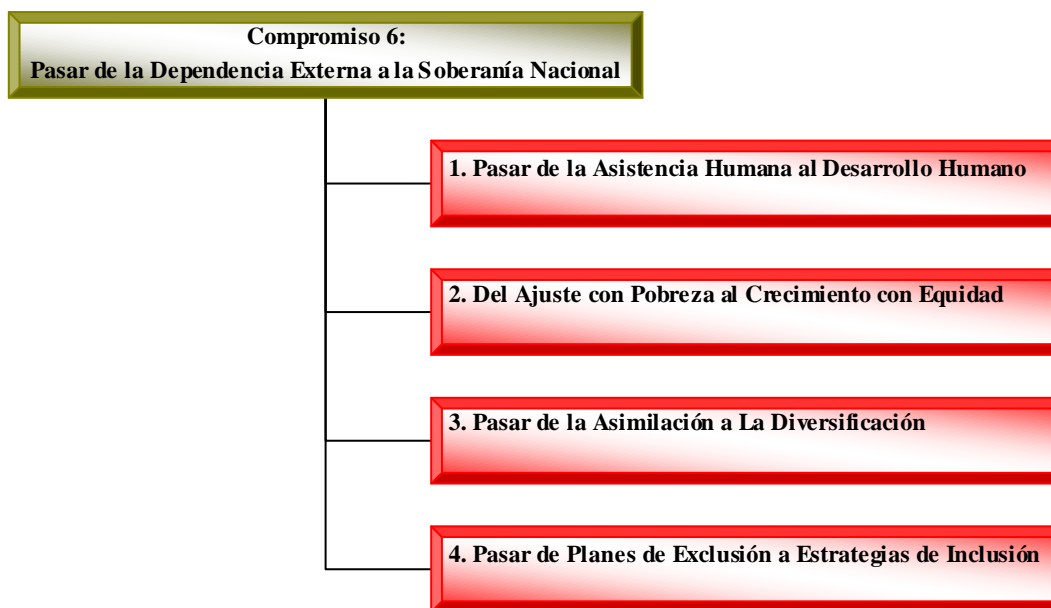 Compromiso 6:
Pasar de la Dependencia Externa a la Soberanía Nacional
1. Pasar de la Asistencia Humana al Desarrollo Humano
2. Del Ajuste con Pobreza al Crecimiento con Equidad
3. Pasar de la Asimilación a La Diversificación
4. Pasar de Planes de Exclusión a Estrategias de Inclusión